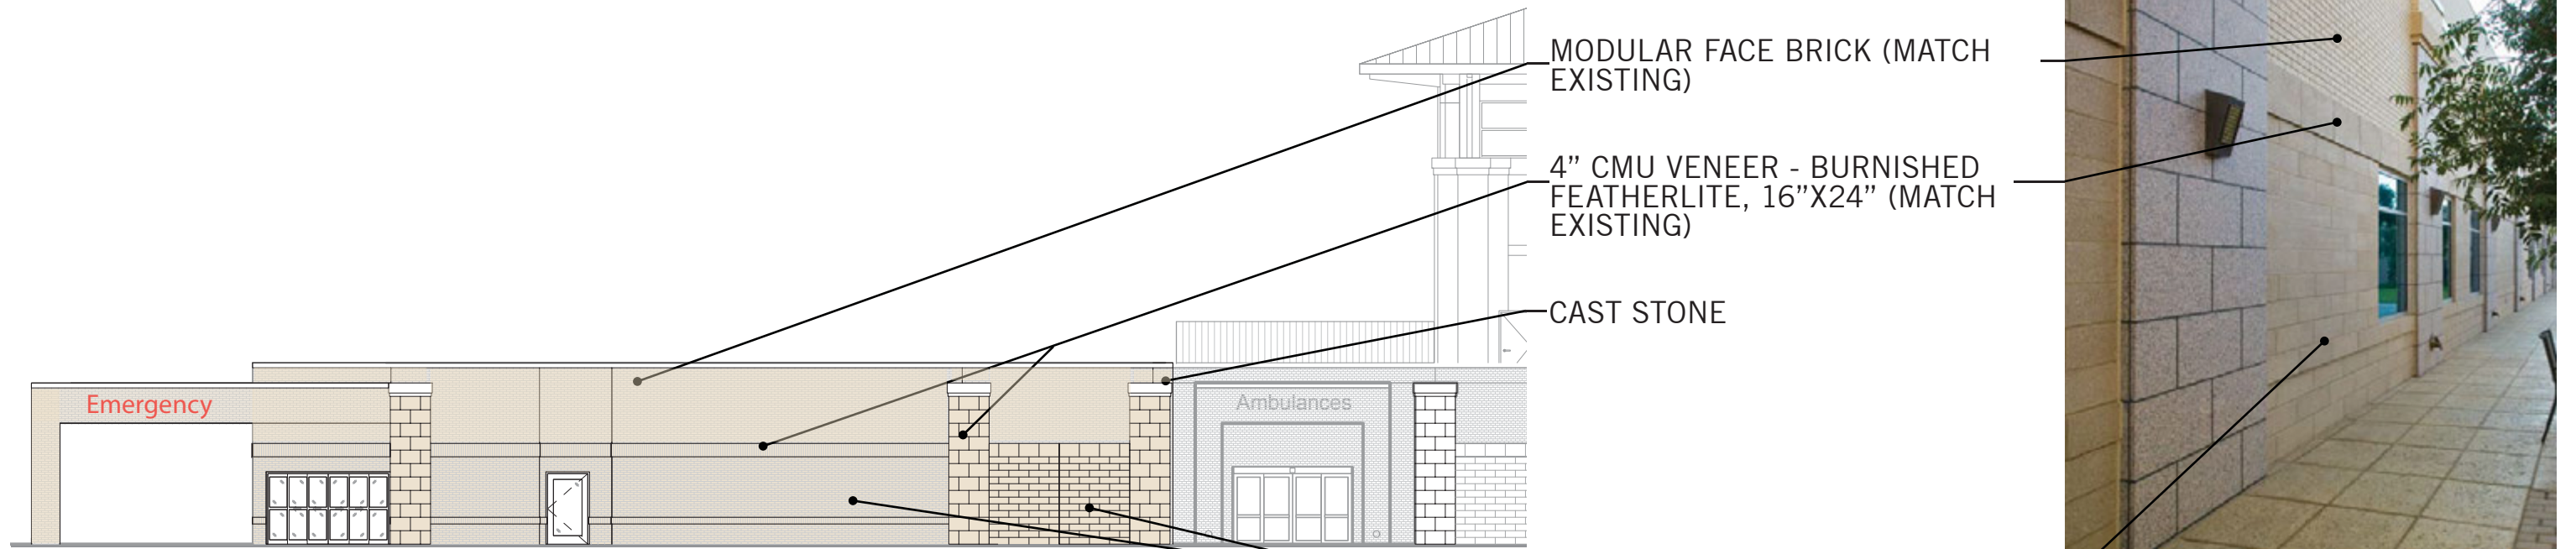 MODULAR FACE BRICK (MATCH
EXISTING)
4” CMU VENEER - BURNISHED
FEATHERLITE, 16”X24” (MATCH
EXISTING)
CAST STONE
Emergency
Ambulances